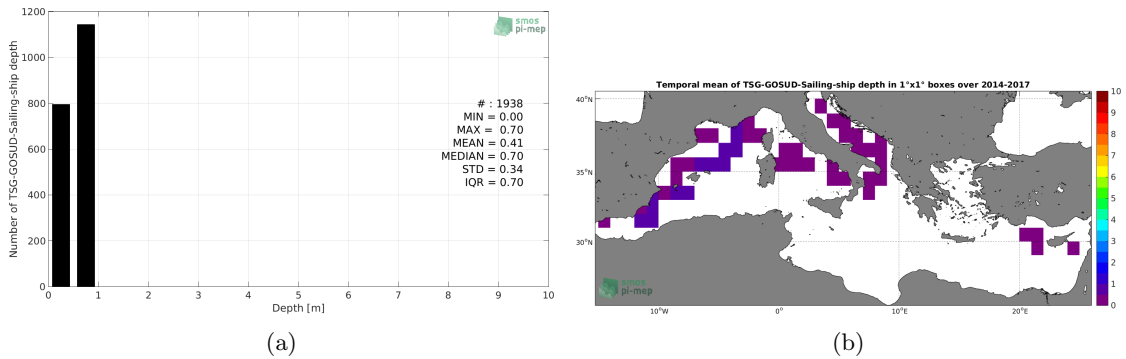 1200
1000
800
600
400
200
0
Number of TSG-GOSUD-Sailing-ship depth
0 1 2 3 4 5 6 7 8 9 10
Depth [m]
smos
pi-mep
# : 1938
MIN = 0.00
MAX = 0.70
MEAN = 0.41
MEDIAN = 0.70
STD = 0.34
IQR = 0.70
(a)
Temporal mean of TSG-GOSUD-Sailing-ship depth in 1°x1° boxes over 2014-2017
40°N
35°N
30°N
10°W 0° 10°E 20°E
smos
pi-mep
10
9
8
7
6
5
4
3
2
1
0
(b)